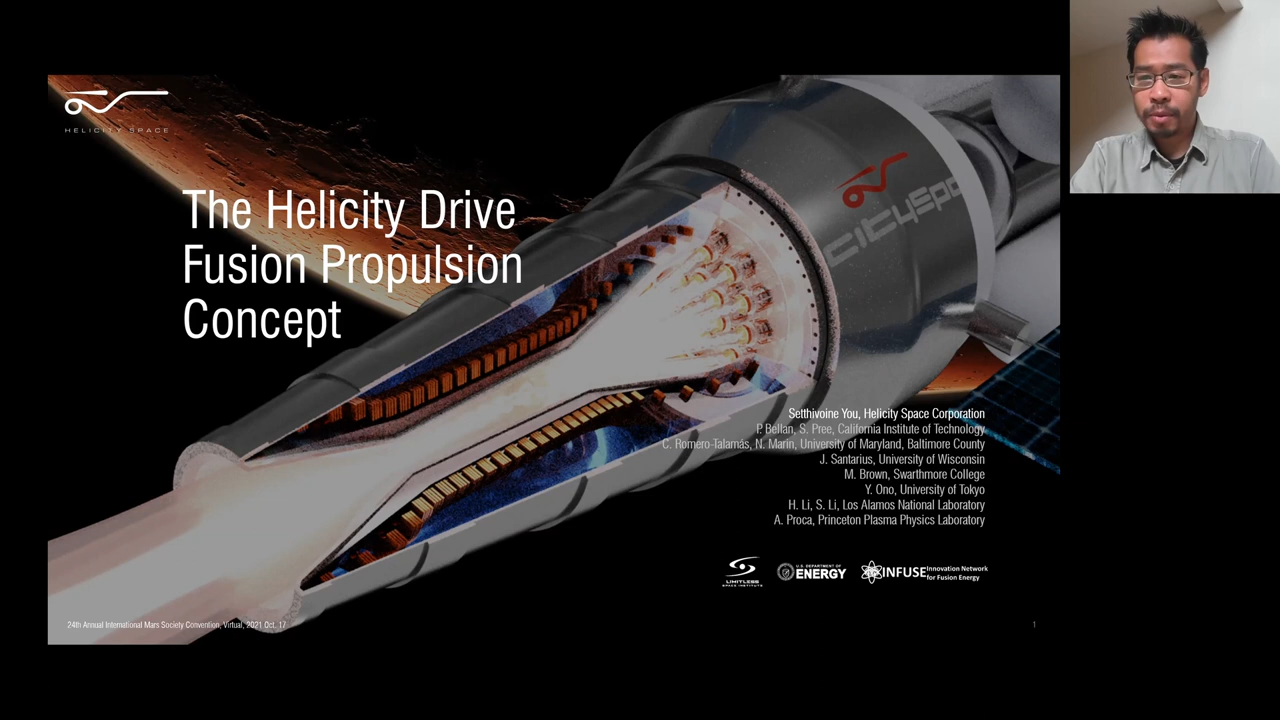 HELICITY SPACE
The Helicity Drive
Fusion Propulsion
Concept
citySpa
Setthivoine You, Helicity Space Corporation
P. Bellan, S. Pree, California Institute of Technology
C. Romero-Talamás, N. Marin, University of Maryland, Baltimore County
J. Santarius, University of Wisconsin
M. Brown, Swarthmore College
Y. Ono, University of Tokyo
H. Li, S. Li, Los Alamos National Laboratory
A. Proca, Princeton Plasma Physics Laboratory
LIMITLESS
SPACE INSTITUTE
U.S. DEPARTMENT OF
ENERGY
INFUSE Innovation Network
for Fusion Energy
24th Annual International Mars Society Convention, Virtual, 2021 Oct. 17
1